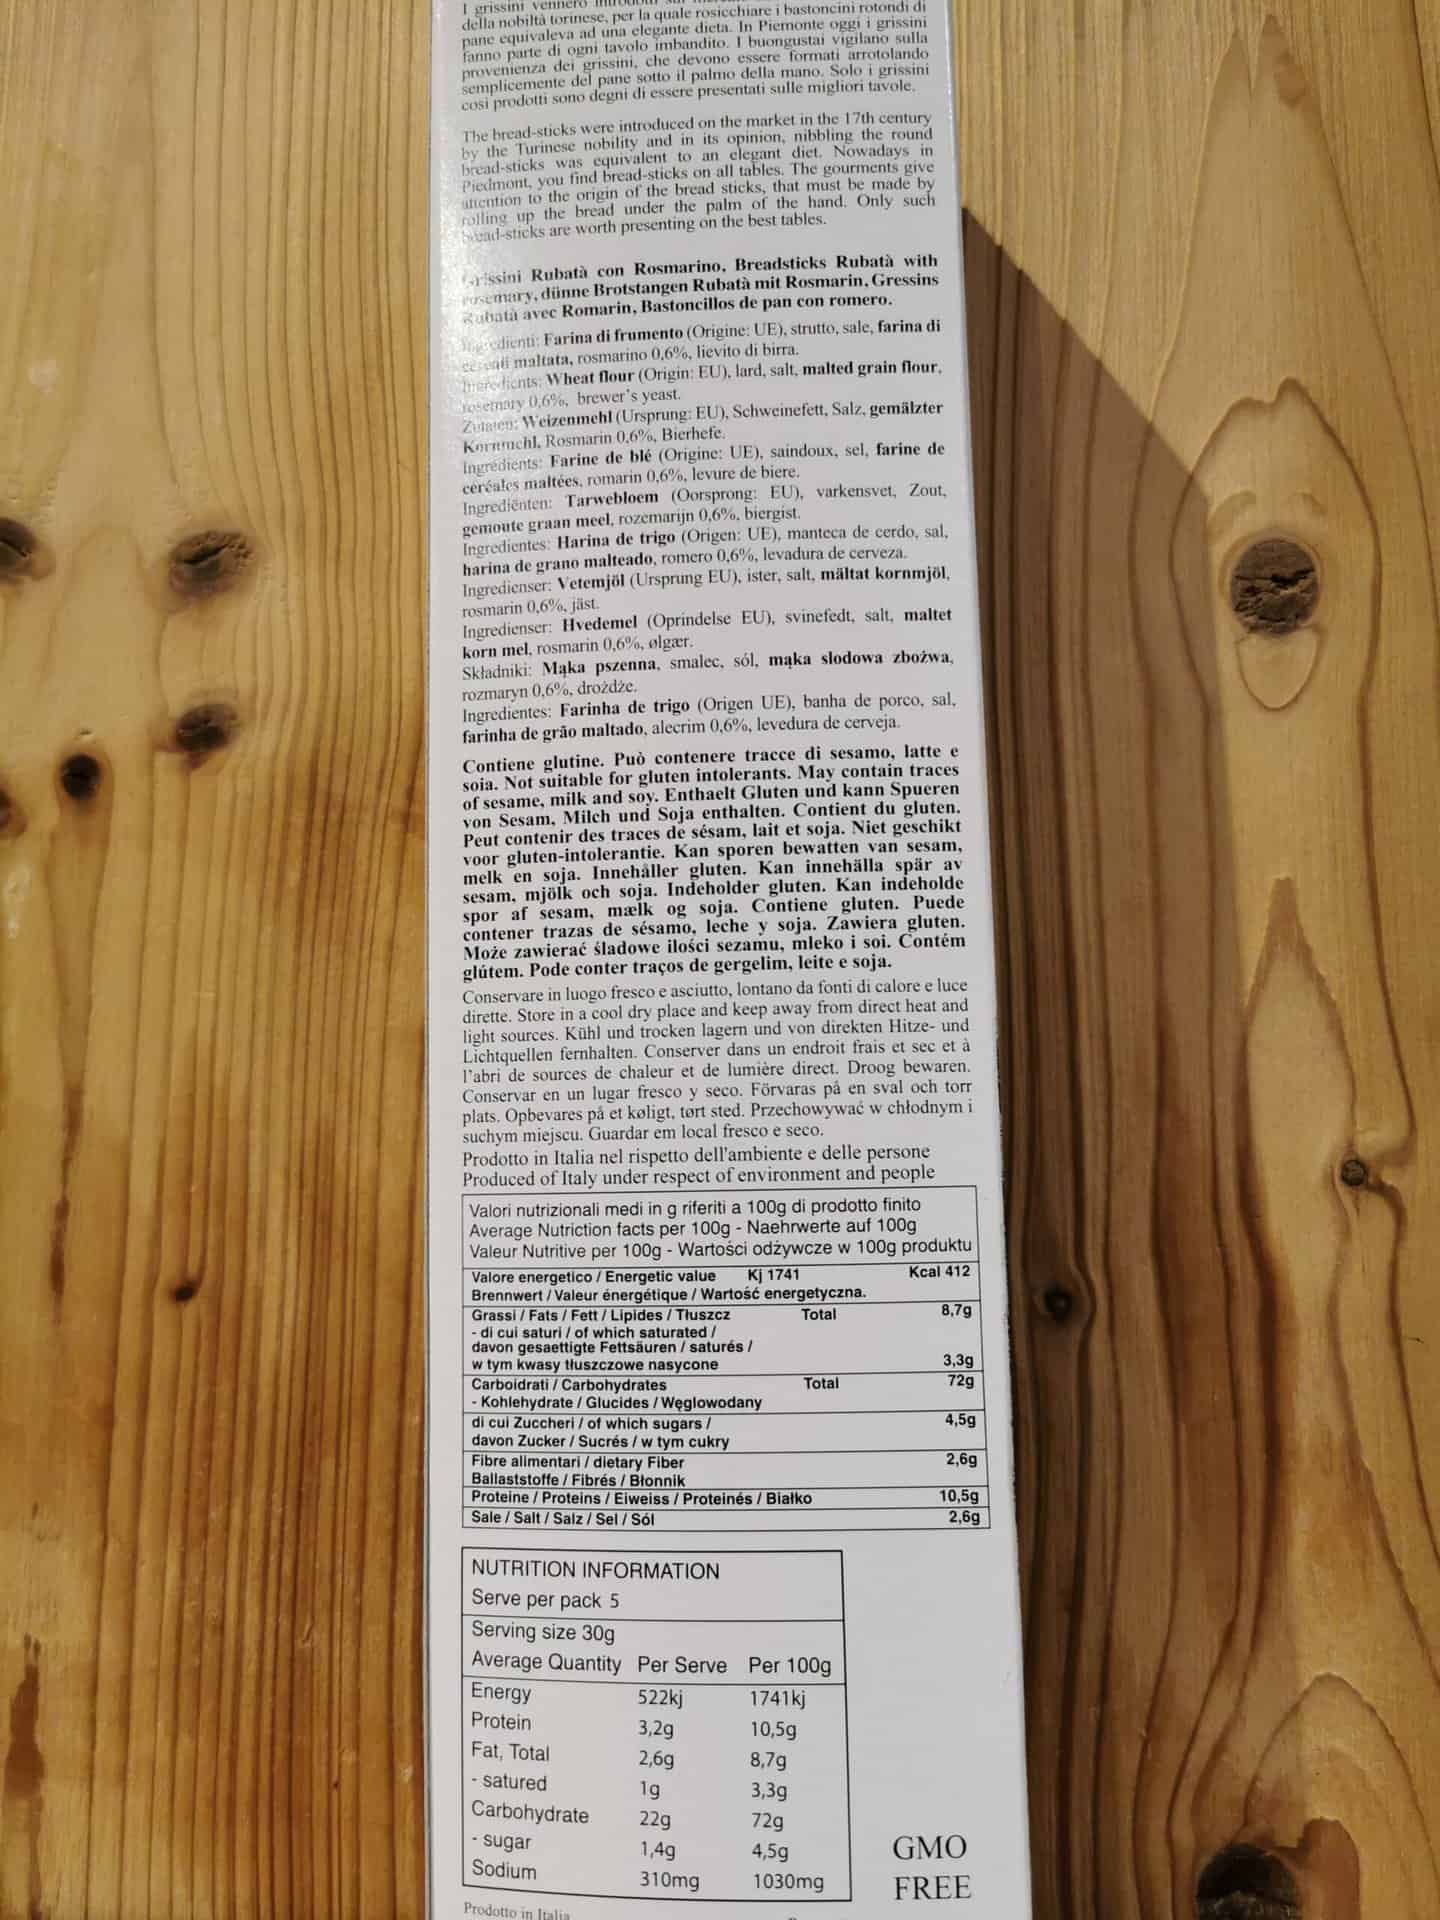 I grissini vennero
della nobiltà torinese, per la quale rosicchiare i bastoncini rotondi di
pane equivaleva ad una elegante dieta. In Piemonte oggi i grissini
fanno parte di ogni tavolo imbandito. I buongustai vigilano sulla
provenienza dei grissini, che devono essere formati arrotolando
semplicemente del pane sotto il palmo della mano. Solo i grissini
così prodotti sono degni di essere presentati sulle migliori tavole.
The bread-sticks were introduced on the market in the 17th century
by the Turinese nobility and in its opinion, nibbling the round
bread-sticks was equivalent to an elegant diet. Nowadays in
Piedmont, you find bread-sticks on all tables. The gourments give
attention to the origin of the bread sticks, that must be made by
rolling up the bread under the palm of the hand. Only such
bread-sticks are worth presenting on the best tables.
Grissini Rubatà con Rosmarino, Breadsticks Rubatà with
rosemary, dünne Brotstangen Rubatà mit Rosmarin, Gressins
Rubatà avec Romarin, Bastoncillos de pan con romero.
Ingredienti: Farina di frumento (Origine: UE), strutto, sale, farina di
cereali maltata, rosmarino 0,6%, lievito di birra.
Ingredients: Wheat flour (Origin: EU), lard, salt, malted grain flour,
rosemary 0,6%, brewer's yeast.
Zutaten: Weizenmehl (Ursprung: EU), Schweinefett, Salz, gemälzter
Kornmehl, Rosmarin 0,6%, Bierhefe.
Ingrédients: Farine de blé (Origine: UE), saindoux, sel, farine de
céréales maltées, romarin 0,6%, levure de biere.
Ingrediënten: Tarwebloem (Oorsprong: EU), varkensvet, Zout,
gemoute graan meel, rozemarijn 0,6%, biergist.
Ingredientes: Harina de trigo (Origen: UE), manteca de cerdo, sal,
harina de grano malteado, romero 0,6%, levadura de cerveza.
Ingredienser: Vetemjöl (Ursprung EU), ister, salt, mältat kornmjöl,
rosmarin 0,6%, jäst.
Ingredienser: Hvedemel (Oprindelse EU), svinefedt, salt, maltet
korn mel, rosmarin 0,6%, ølgær.
Składniki: Mąka pszenna, smalec, sól, mąka słodowa zbożwa,
rozmaryn 0,6%, drożdże.
Ingredientes: Farinha de trigo (Origen UE), banha de porco, sal,
farinha de grão maltado, alecrim 0,6%, levedura de cerveja.
Contiene glutine. Può contenere tracce di sesamo, latte e
soia. Not suitable for gluten intolerants. May contain traces
of sesame, milk and soy. Enthaelt Gluten und kann Spueren
von Sesam, Milch und Soja enthalten. Contient du gluten.
Peut contenir des traces de sésam, lait et soja. Niet geschikt
voor gluten-intolerantie. Kan sporen bewatten van sesam,
melk en soja. Innehåller gluten. Kan innehälla spär av
sesam, mjölk och soja. Indeholder gluten. Kan indeholde
spor af sesam, mælk og soja. Contiene gluten. Puede
contener trazas de sésamo, leche y soja. Zawiera gluten.
Może zawierać śladowe ilości sezamu, mleko i soi. Contém
glútem. Pode conter traços de gergelim, leite e soja.
Conservare in luogo fresco e asciutto, lontano da fonti di calore e luce
dirette. Store in a cool dry place and keep away from direct heat and
light sources. Kühl und trocken lagern und von direkten Hitze- und
Lichtquellen fernhalten. Conserver dans un endroit frais et sec et à
l'abri de sources de chaleur et de lumière direct. Droog bewaren.
Conservar en un lugar fresco y seco. Förvaras på en sval och torr
plats. Opbevares på et køligt, tørt sted. Przechowywać w chłodnym i
suchym miejscu. Guardar em local fresco e seco.
Prodotto in Italia nel rispetto dell'ambiente e delle persone
Produced of Italy under respect of environment and people
Valori nutrizionali medi in g riferiti a 100g di prodotto finito
Average Nutriction facts per 100g - Naehrwerte auf 100g
Valeur Nutritive per 100g - Wartości odżywcze w 100g produktu
Valore energetico / Energetic value Kj 1741 Kcal 412
Brennwert / Valeur énergétique / Wartość energetyczna.
Grassi / Fats / Fett / Lipides / Tłuszcz Total 8,7g
- di cui saturi / of which saturated /
davon gesaettigte Fettsäuren / saturés /
w tym kwasy tłuszczowe nasycone 3,3g
Carboidrati / Carbohydrates Total 72g
- Kohlehydrate / Glucides / Węglowodany
di cui Zuccheri / of which sugars / 4,5g
davon Zucker / Sucrés / w tym cukry
Fibre alimentari / dietary Fiber 2,6g
Ballaststoffe / Fibrés / Błonnik
Proteine / Proteins / Eiweiss / Proteinés / Białko 10,5g
Sale / Salt / Salz / Sel / Sól 2,6g
NUTRITION INFORMATION
Serve per pack 5
Serving size 30g
Average Quantity Per Serve Per 100g
Energy 522kj 1741kj
Protein 3,2g 10,5g
Fat, Total 2,6g 8,7g
- satured 1g 3,3g
Carbohydrate 22g 72g
- sugar 1,4g 4,5g
Sodium 310mg 1030mg
GMO
FREE
Prodotto in Italia